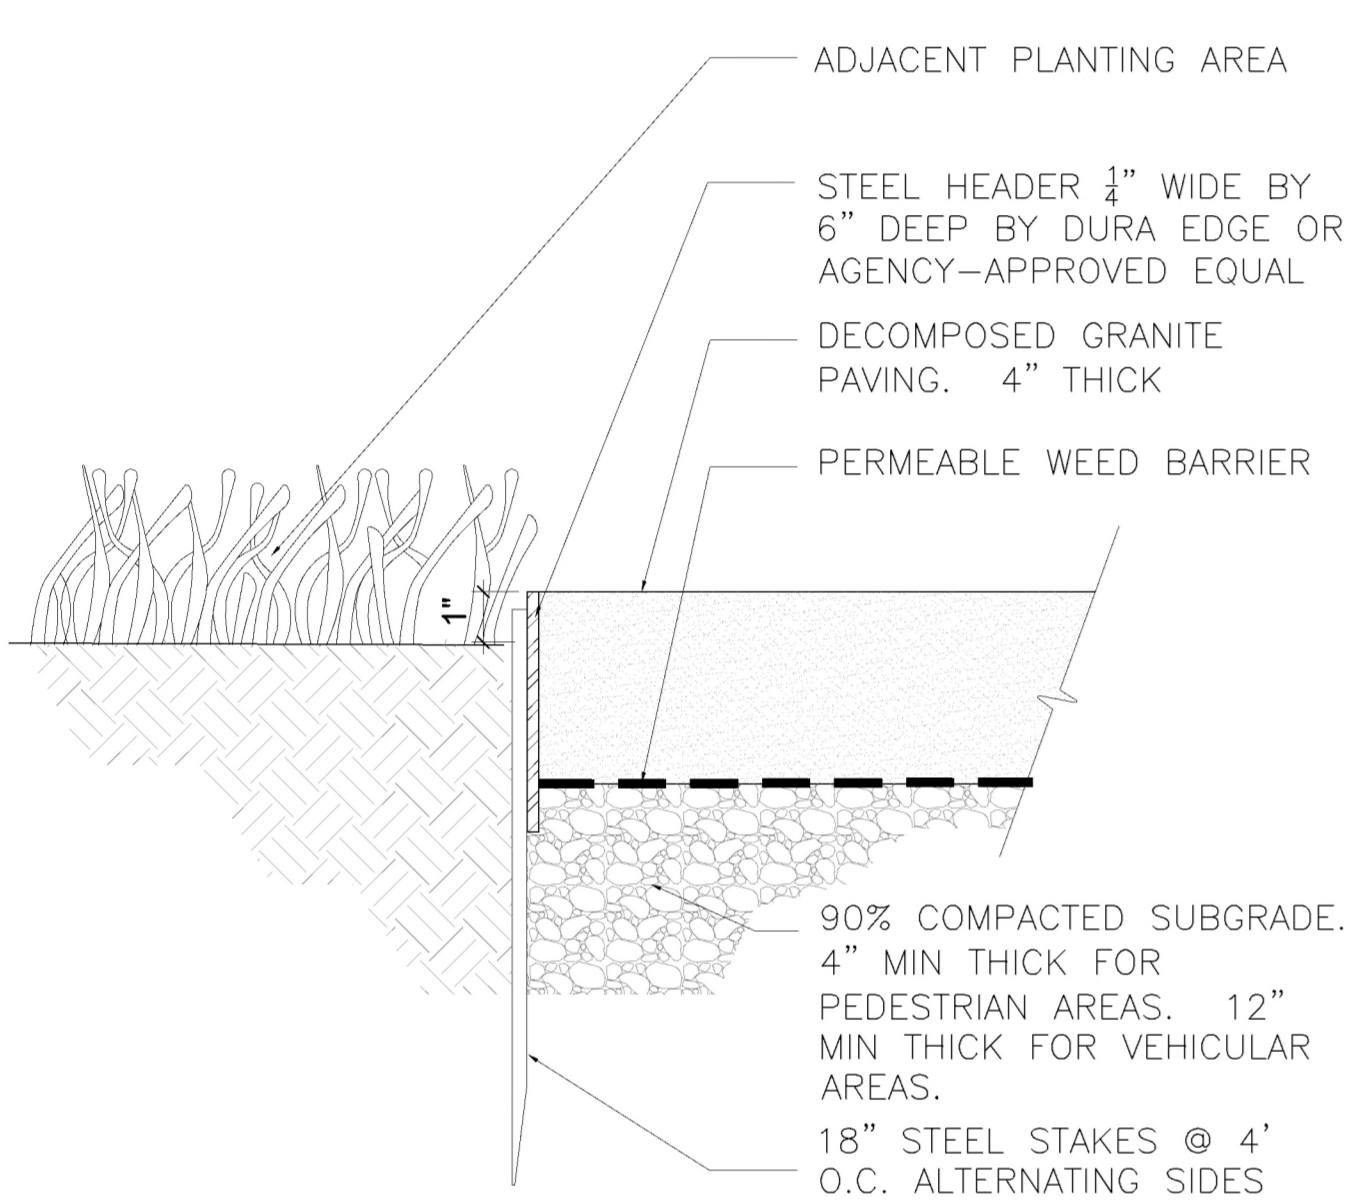 ADJACENT PLANTING AREA
STEEL HEADER 1/4” WIDE BY
6” DEEP BY DURA EDGE OR
AGENCY–APPROVED EQUAL
DECOMPOSED GRANITE
PAVING. 4” THICK
PERMEABLE WEED BARRIER
1"
90% COMPACTED SUBGRADE.
4” MIN THICK FOR
PEDESTRIAN AREAS. 12”
MIN THICK FOR VEHICULAR
AREAS.
18” STEEL STAKES @ 4’
O.C. ALTERNATING SIDES